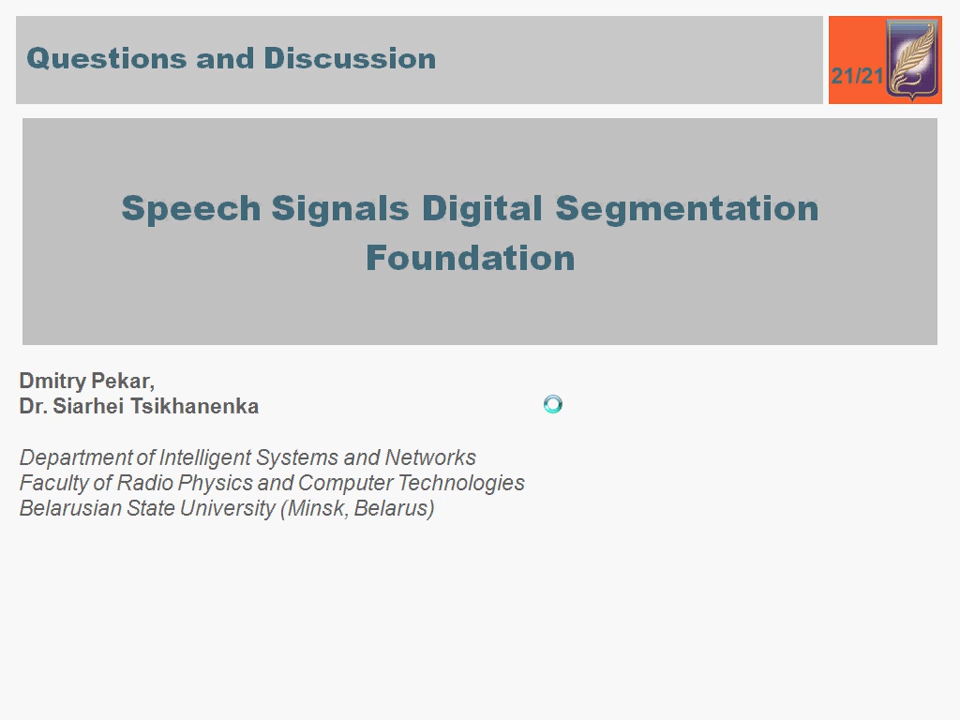 Questions and Discussion
21/21
Speech Signals Digital Segmentation
Foundation
Dmitry Pekar,
Dr. Siarhei Tsikhanenka
Department of Intelligent Systems and Networks
Faculty of Radio Physics and Computer Technologies
Belarusian State University (Minsk, Belarus)